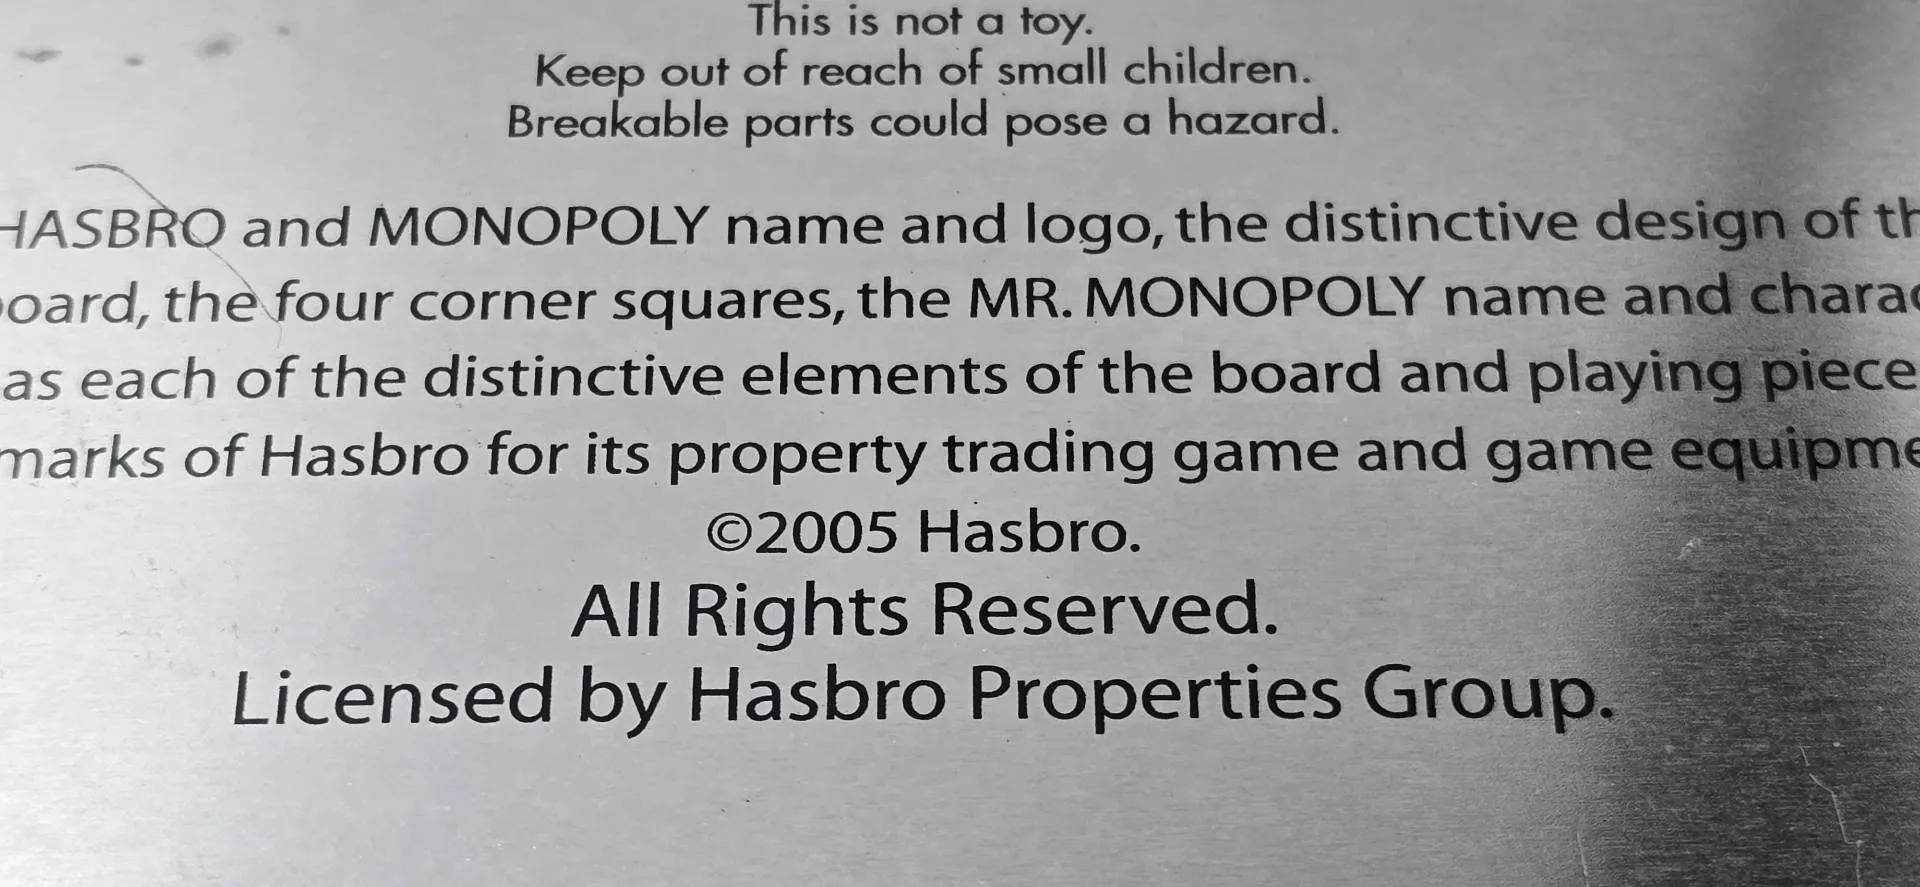 This is not a toy.
Keep out of reach of small children.
Breakable parts could pose a hazard.
HASBRO and MONOPOLY name and logo, the distinctive design of th
oard, the four corner squares, the MR. MONOPOLY name and charac
as each of the distinctive elements of the board and playing piece
marks of Hasbro for its property trading game and game equipme
©2005 Hasbro.
All Rights Reserved.
Licensed by Hasbro Properties Group.